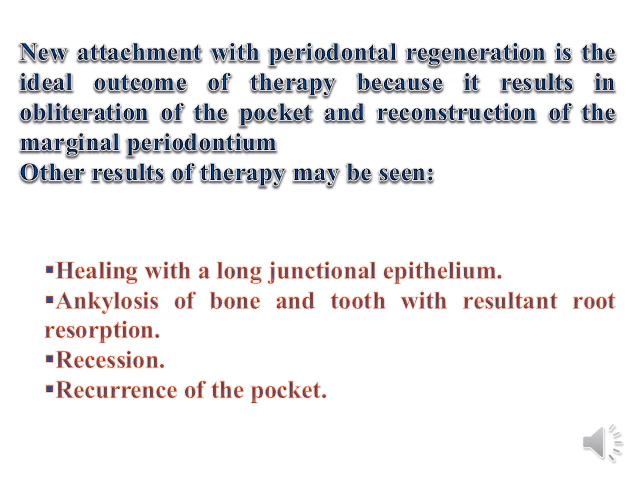 New attachment with periodontal regeneration is the
ideal outcome of therapy because it results in
obliteration of the pocket and reconstruction of the
marginal periodontium
Other results of therapy may be seen:
▪Healing with a long junctional epithelium.
▪Ankylosis of bone and tooth with resultant root
resorption.
▪Recession.
▪Recurrence of the pocket.